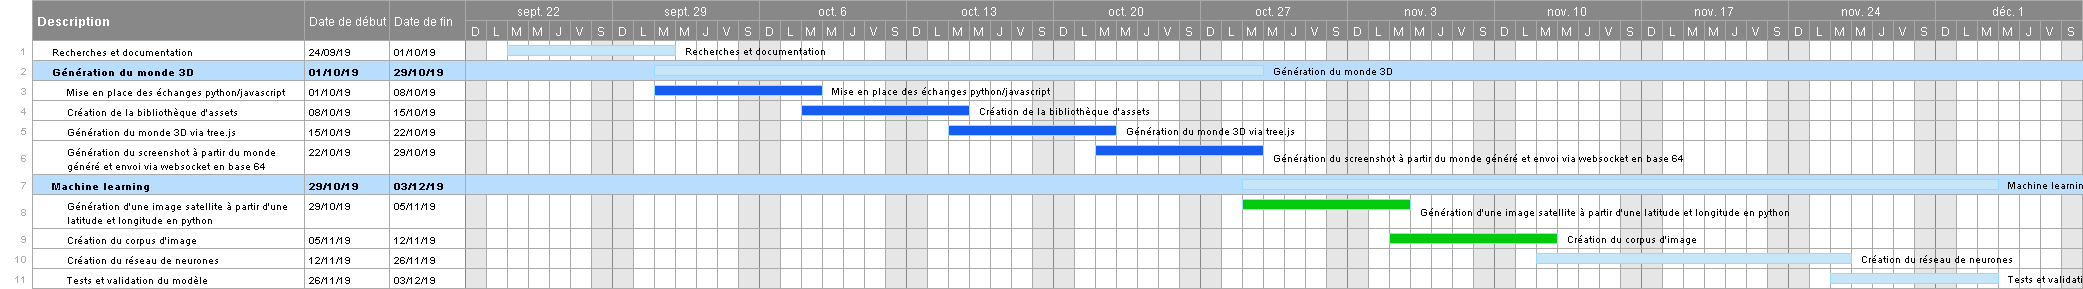 Description Date de début Date de fin sept. 22 sept. 29 oct. 6 oct. 13 oct. 20 oct. 27 nov. 3 nov. 10 nov. 17 nov. 24 déc. 1
D L M M J V S D L M M J V S D L M M J V S D L M M J V S D L M M J V S D L M M J V S D L M M J V S D L M M J V S D L M M J V S D L M M J V S D L M M J V S
1 Recherches et documentation 24/09/19 01/10/19 Recherches et documentation
2 Génération du monde 3D 01/10/19 29/10/19 Génération du monde 3D
3 Mise en place des échanges python/javascript 01/10/19 08/10/19 Mise en place des échanges python/javascript
4 Création de la bibliothèque d'assets 08/10/19 15/10/19 Création de la bibliothèque d'assets
5 Génération du monde 3D via tree.js 15/10/19 22/10/19 Génération du monde 3D via tree.js
6 Génération du screenshot à partir du monde 22/10/19 29/10/19 Génération du screenshot à partir du monde généré et envoi via websocket en base 64
généré et envoi via websocket en base 64
7 Machine learning 29/10/19 03/12/19 Machine learnin
8 Génération d'une image satellite à partir d'une 29/10/19 05/11/19 Génération d'une image satellite à partir d'une latitude et longitude en python
latitude et longitude en python
9 Création du corpus d'image 05/11/19 12/11/19 Création du corpus d'image
10 Création du réseau de neurones 12/11/19 26/11/19 Création du réseau de neurones
11 Tests et validation du modèle 26/11/19 03/12/19 Tests et validati